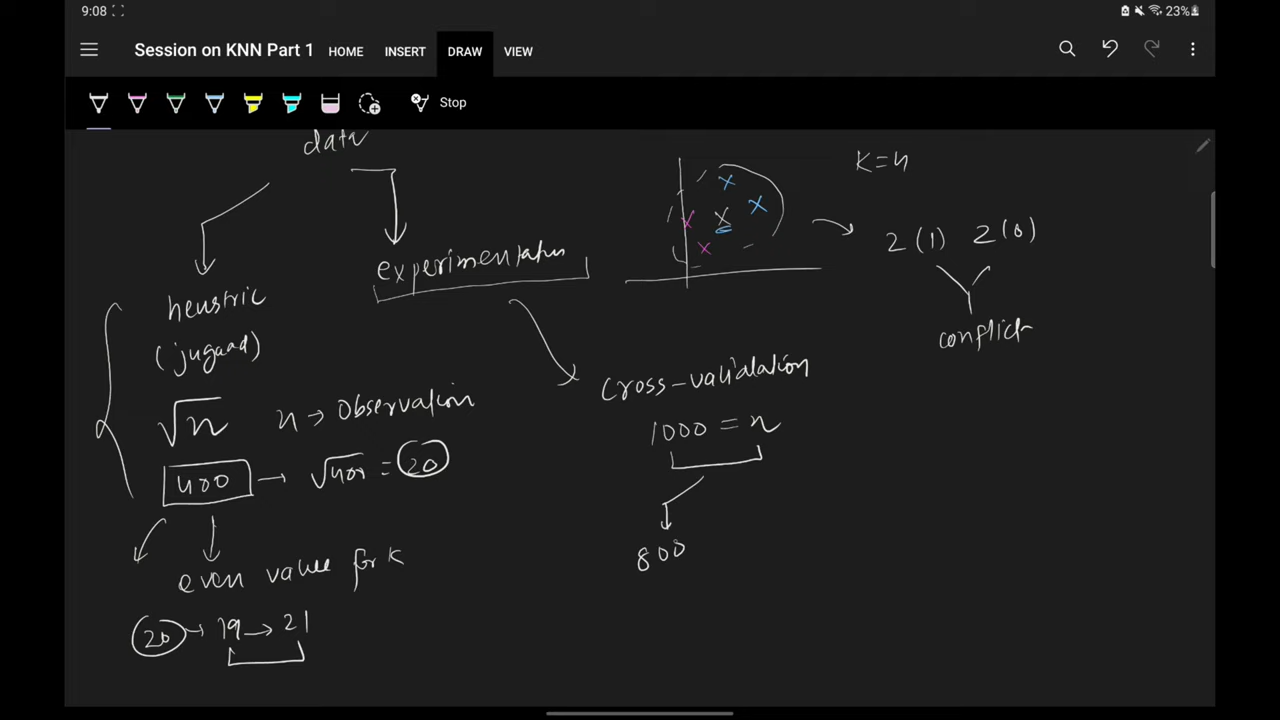 9:08
23%
Session on KNN Part 1 HOME INSERT DRAW VIEW
Stop
data
heustric
(jugaad)
√n n → Observation
400 → √400 = 20
even value for K
20 → 19 → 21
experimentation
cross-validation
1000 = n
800
X X X X X
K=4
2 (1) 2 (0)
conflict